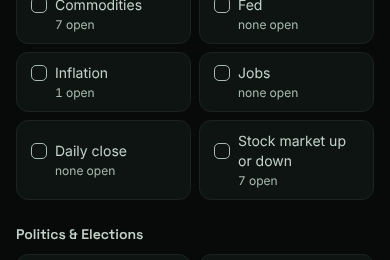 Commodities
7 open
Fed
none open
Inflation
1 open
Jobs
none open
Daily close
none open
Stock market up
or down
7 open
Politics & Elections